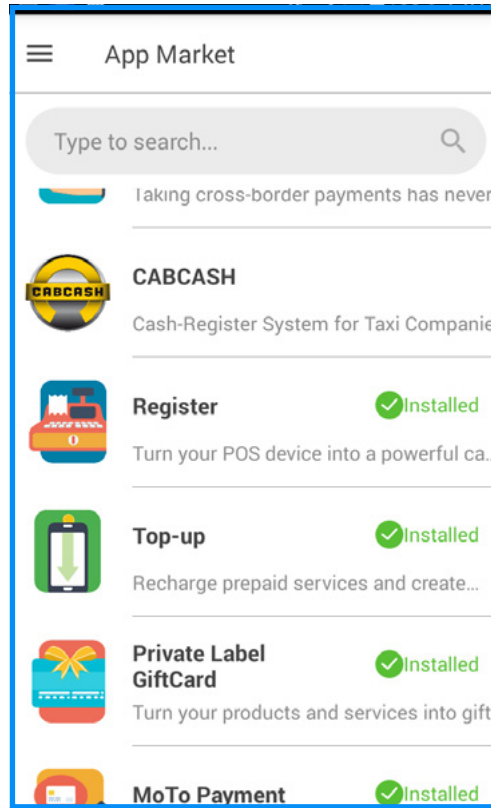 App Market
Type to search...
Taking cross-border payments has never
CABCASH
CABCASH
Cash-Register System for Taxi Companie
Register
Installed
Turn your POS device into a powerful ca...
Top-up
Installed
Recharge prepaid services and create...
Private Label
GiftCard
Installed
Turn your products and services into gift
MoTo Payment
Installed